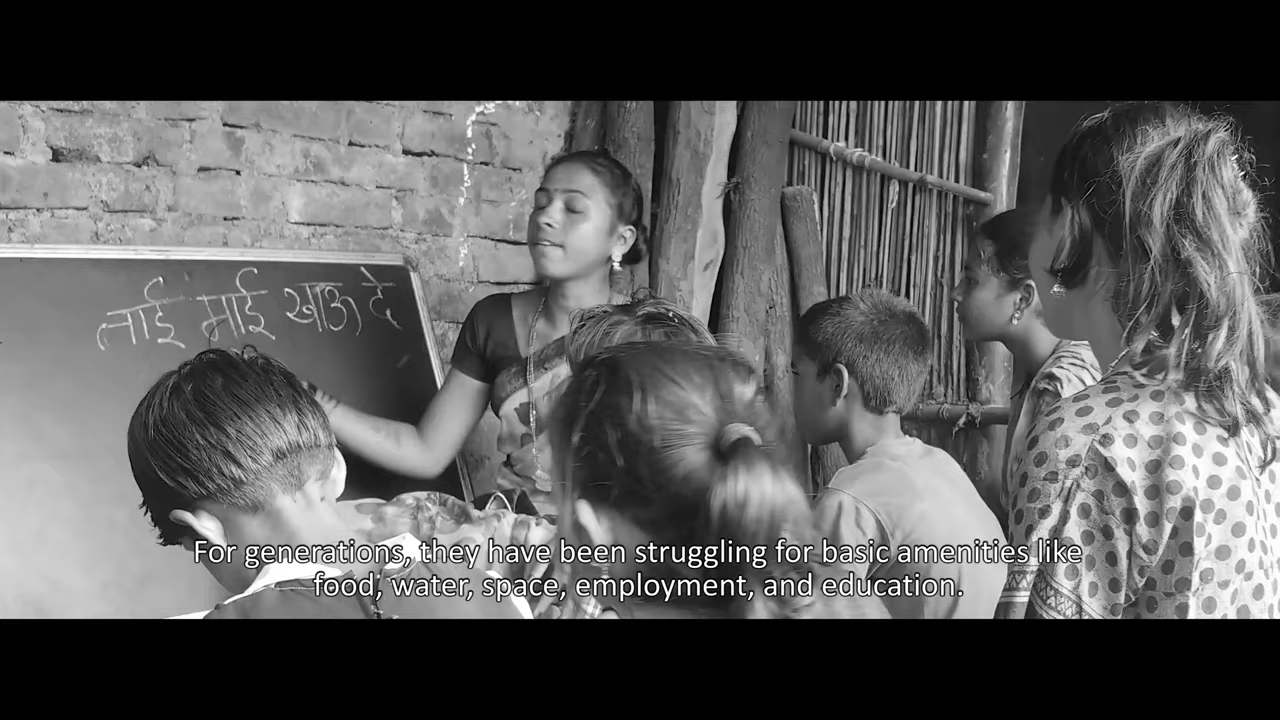 लाई माई खाऊ दे
For generations, they have been struggling for basic amenities like
food, water, space, employment, and education.